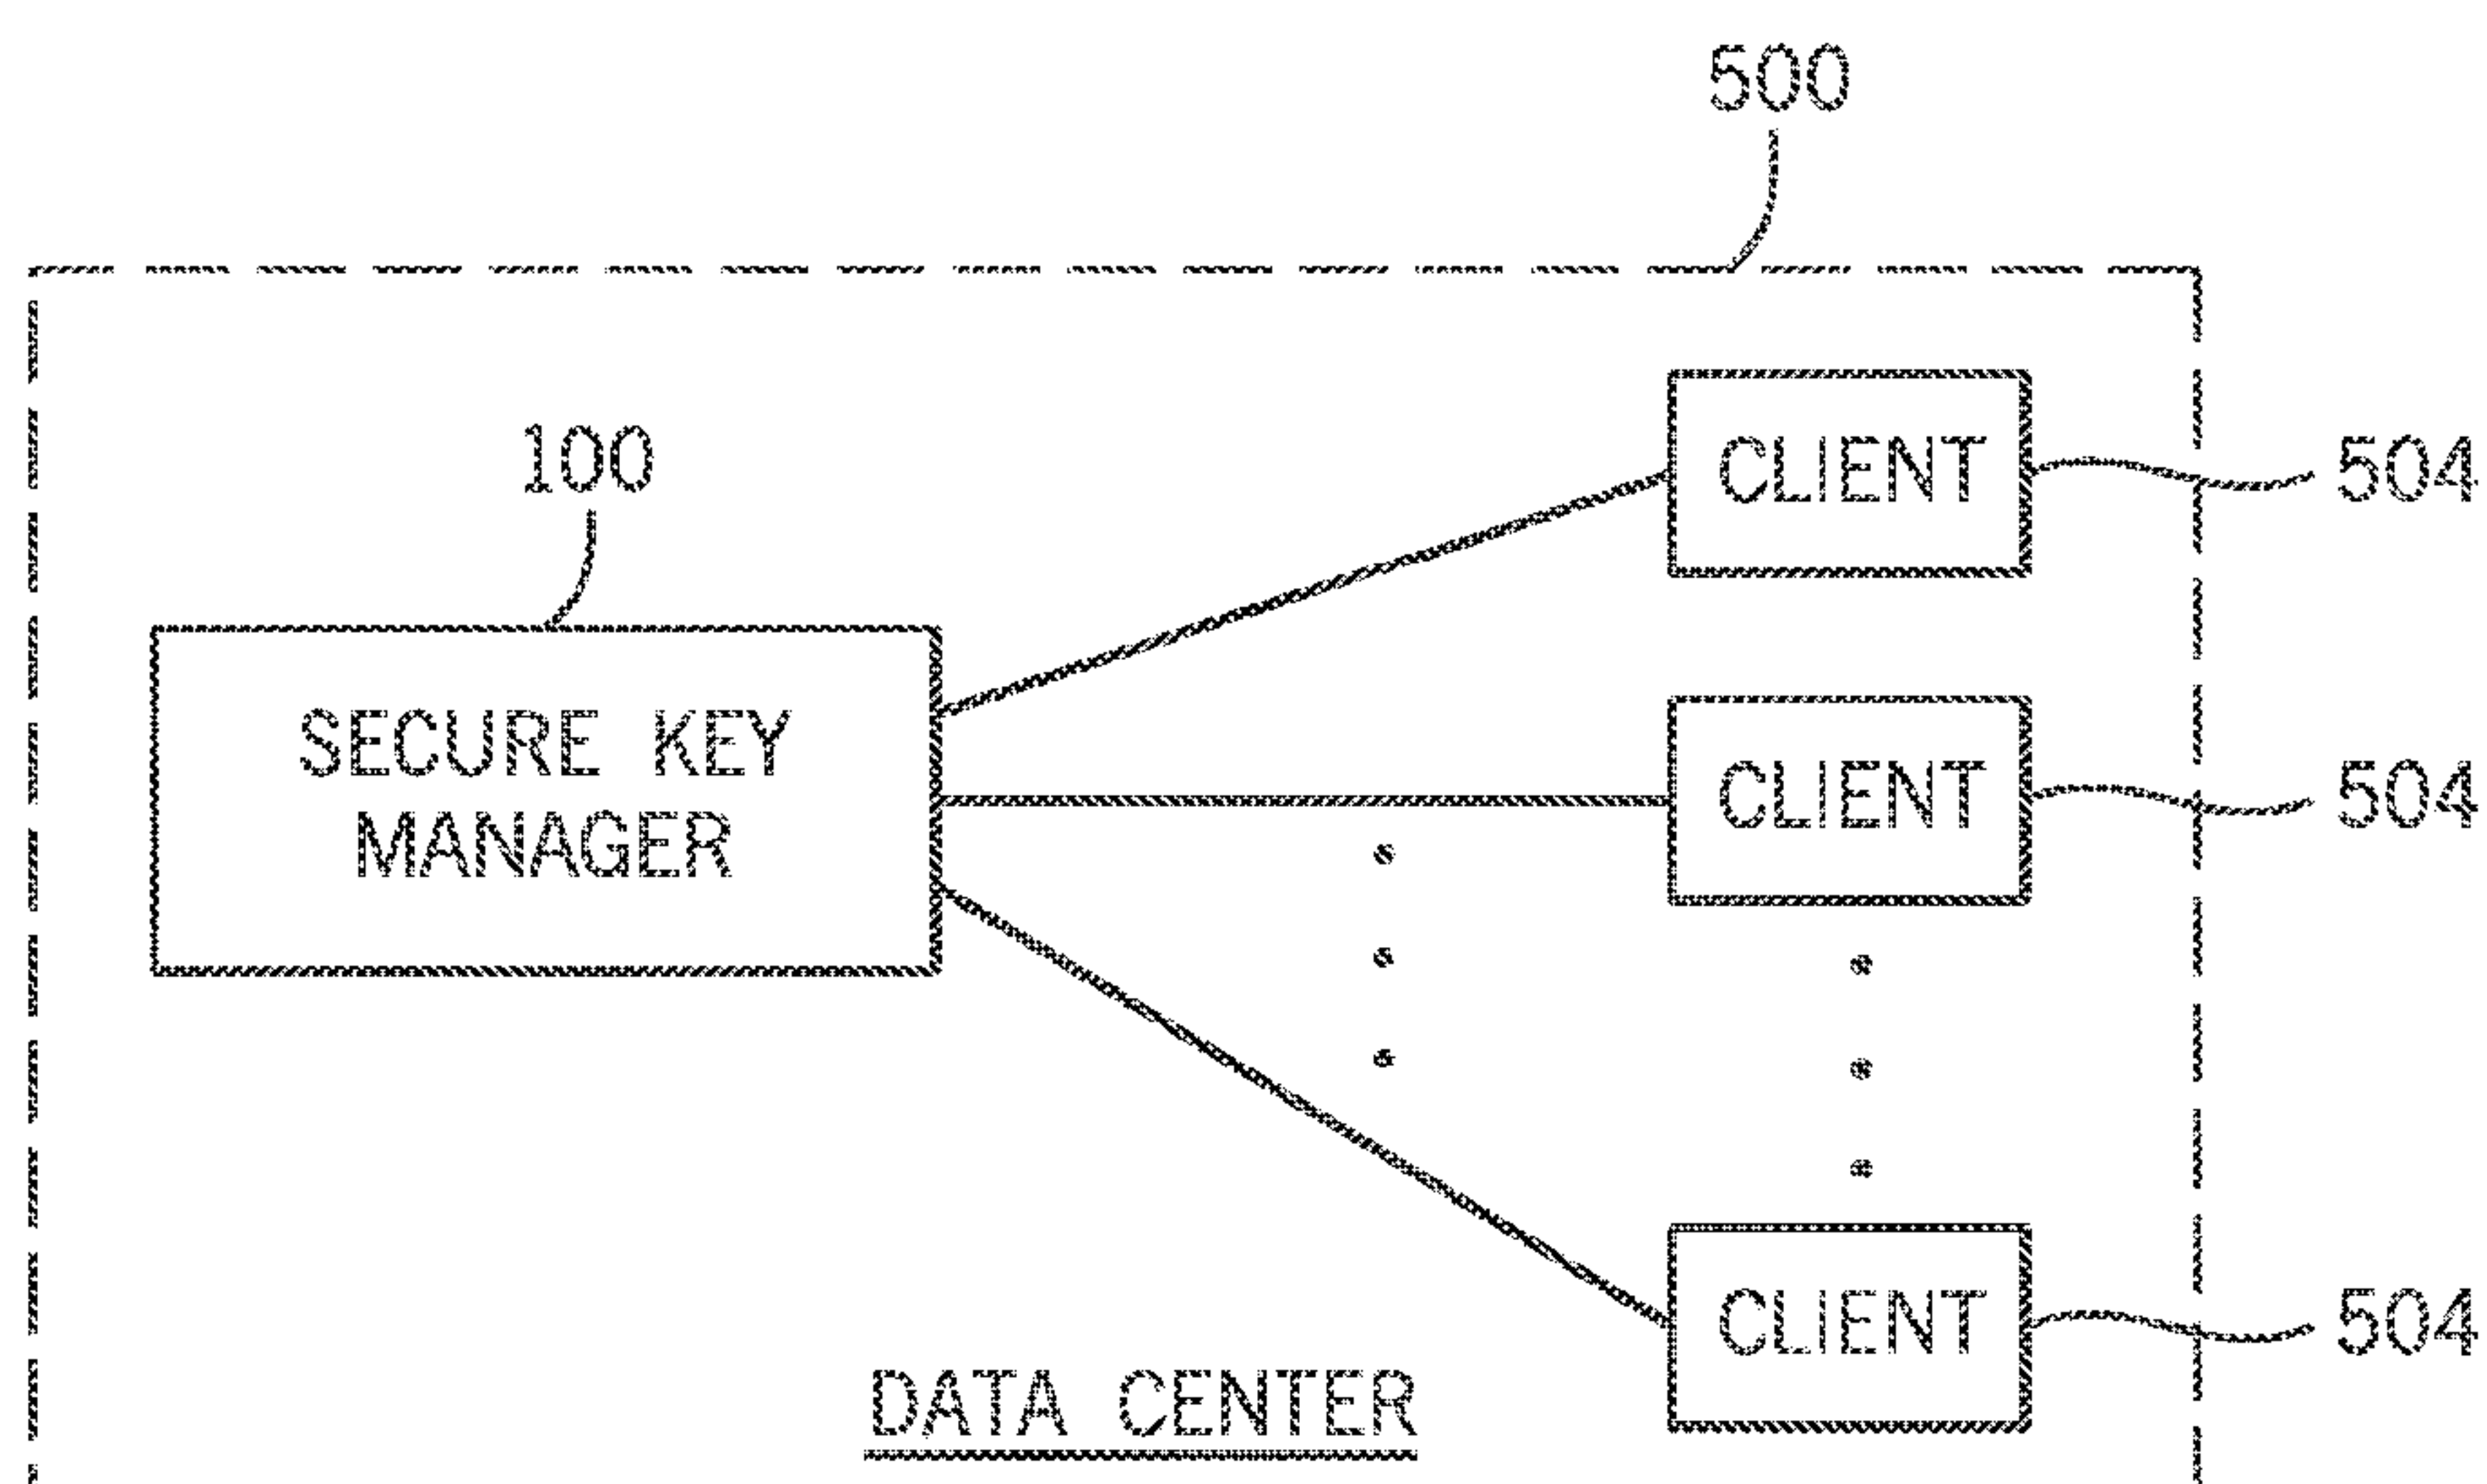 500
100
CLIENT
504
SECURE KEY
MANAGER
CLIENT
504
CLIENT
504
DATA CENTER